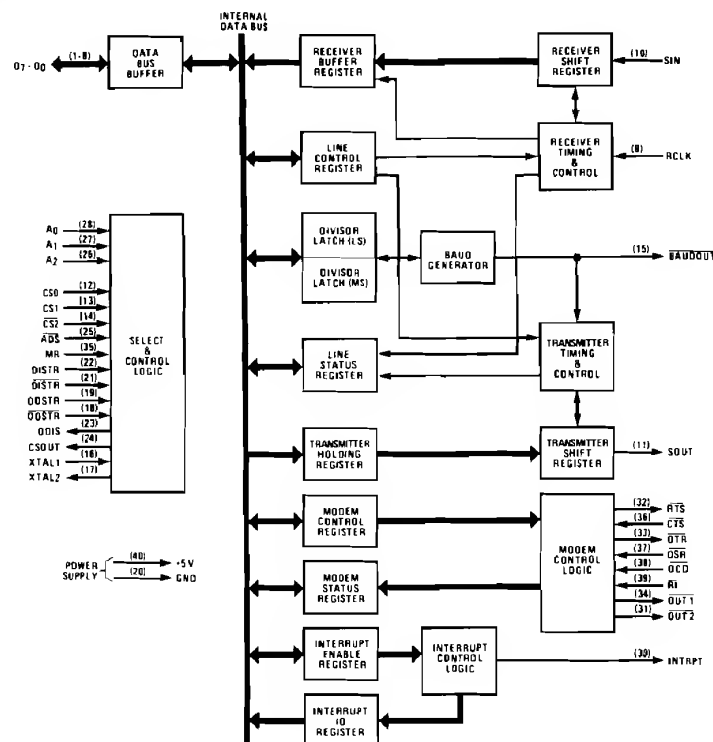 INTERNAL
DATA BUS
D7-D0
(1-8)
DATA
BUS
BUFFER
RECEIVER
BUFFER
REGISTER
RECEIVER
SHIFT
REGISTER
(10)
SIN
LINE
CONTROL
REGISTER
RECEIVER
TIMING
&
CONTROL
(9)
RCLK
A0
(28)
A1
(27)
A2
(26)
CS0
(12)
CS1
(13)
CS2
(14)
ADS
(25)
MR
(35)
DISTR
(22)
DISTR
(21)
DOSTR
(19)
DOSTR
(18)
DDIS
(23)
CSOUT
(24)
XTAL1
(16)
XTAL2
(17)
SELECT
&
CONTROL
LOGIC
DIVISOR
LATCH (LS)
DIVISOR
LATCH (MS)
BAUD
GENERATOR
(15)
BAUDOUT
LINE
STATUS
REGISTER
TRANSMITTER
TIMING
&
CONTROL
TRANSMITTER
HOLDING
REGISTER
TRANSMITTER
SHIFT
REGISTER
(11)
SOUT
MODEM
CONTROL
REGISTER
MODEM
CONTROL
LOGIC
(32)
RTS
(36)
CTS
(33)
DTR
(37)
DSR
(38)
DCD
(39)
RI
(34)
OUT 1
(31)
OUT 2
POWER
SUPPLY
(40)
+5V
(20)
GND
MODEM
STATUS
REGISTER
INTERRUPT
ENABLE
REGISTER
INTERRUPT
CONTROL
LOGIC
(30)
INTRPT
INTERRUPT
ID
REGISTER